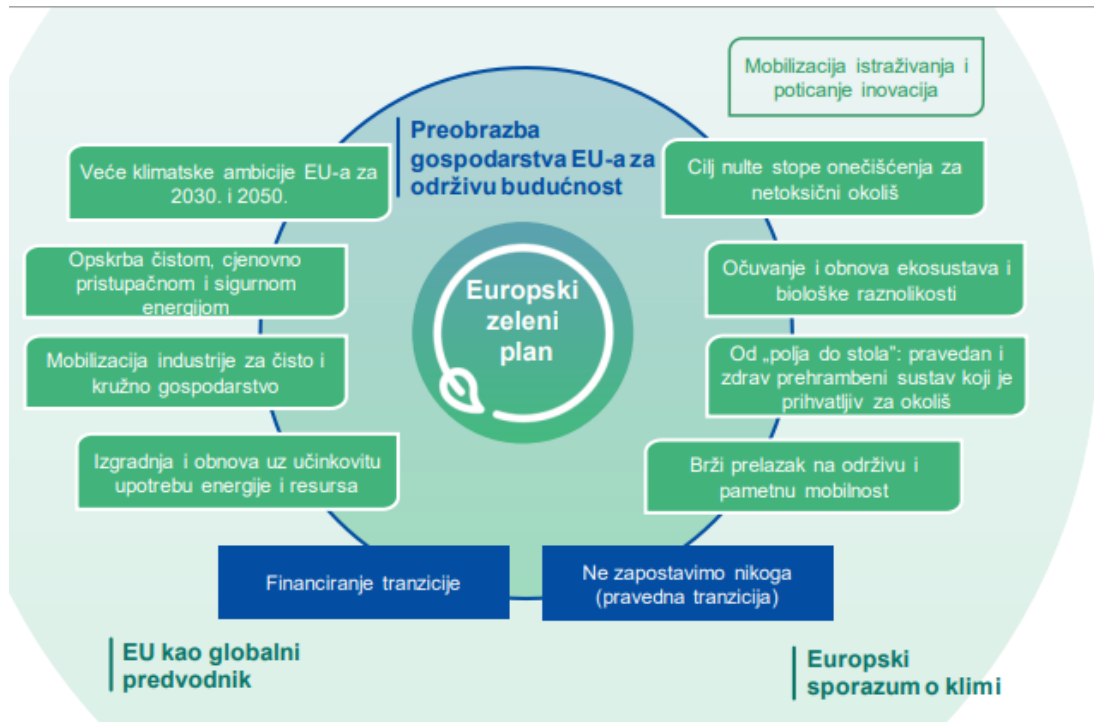 Mobilizacija istraživanja i
poticanje inovacija
Preobrazba
gospodarstva EU-a za
održivu budućnost
Veće klimatske ambicije EU-a za
2030. i 2050.
Opskrba čistom, cjenovno
pristupačnom i sigurnom
energijom
Mobilizacija industrije za čisto i
kružno gospodarstvo
Izgradnja i obnova uz učinkovitu
upotrebu energije i resursa
Europski
zeleni
plan
Cilj nulte stope onečišćenja za
netoksični okoliš
Očuvanje i obnova ekosustava i
biološke raznolikosti
Od „polja do stola”: pravedan i
zdrav prehrambeni sustav koji je
prihvatljiv za okoliš
Brži prelazak na održivu i
pametnu mobilnost
Financiranje tranzicije
Ne zapostavimo nikoga
(pravedna tranzicija)
EU kao globalni
predvodnik
Europski
sporazum o klimi